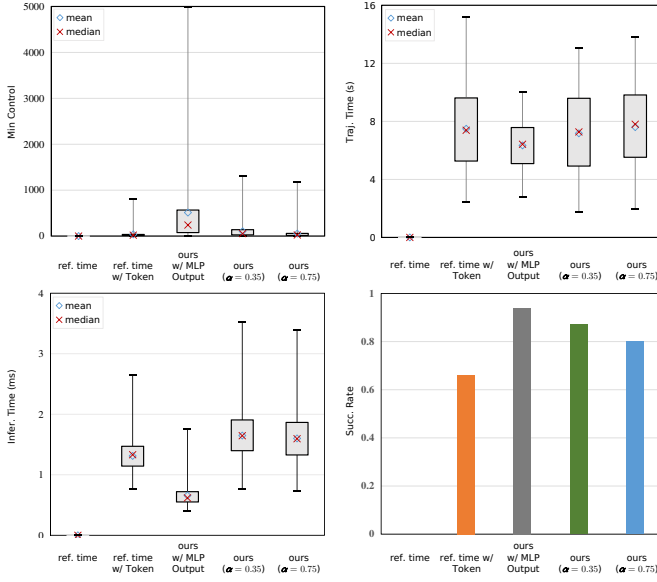 5000
4000
3000
2000
1000
0
Min Control
mean
median
ref. time
ref. time
w/ Token
ours
w/ MLP
Output
ours
(α = 0.35)
ours
(α = 0.75)
16
12
8
4
0
Traj. Time (s)
mean
median
ref. time
ref. time w/
Token
ours
w/ MLP
Output
ours
(α = 0.35)
ours
(α = 0.75)
4
3
2
1
0
Infer. Time (ms)
mean
median
ref. time
ref. time
w/ Token
ours
w/ MLP
Output
ours
(α = 0.35)
ours
(α = 0.75)
1
0.8
0.6
0.4
0.2
0
Succ. Rate
ref. time
ref. time w/
Token
ours
w/ MLP
Output
ours
(α = 0.35)
ours
(α = 0.75)